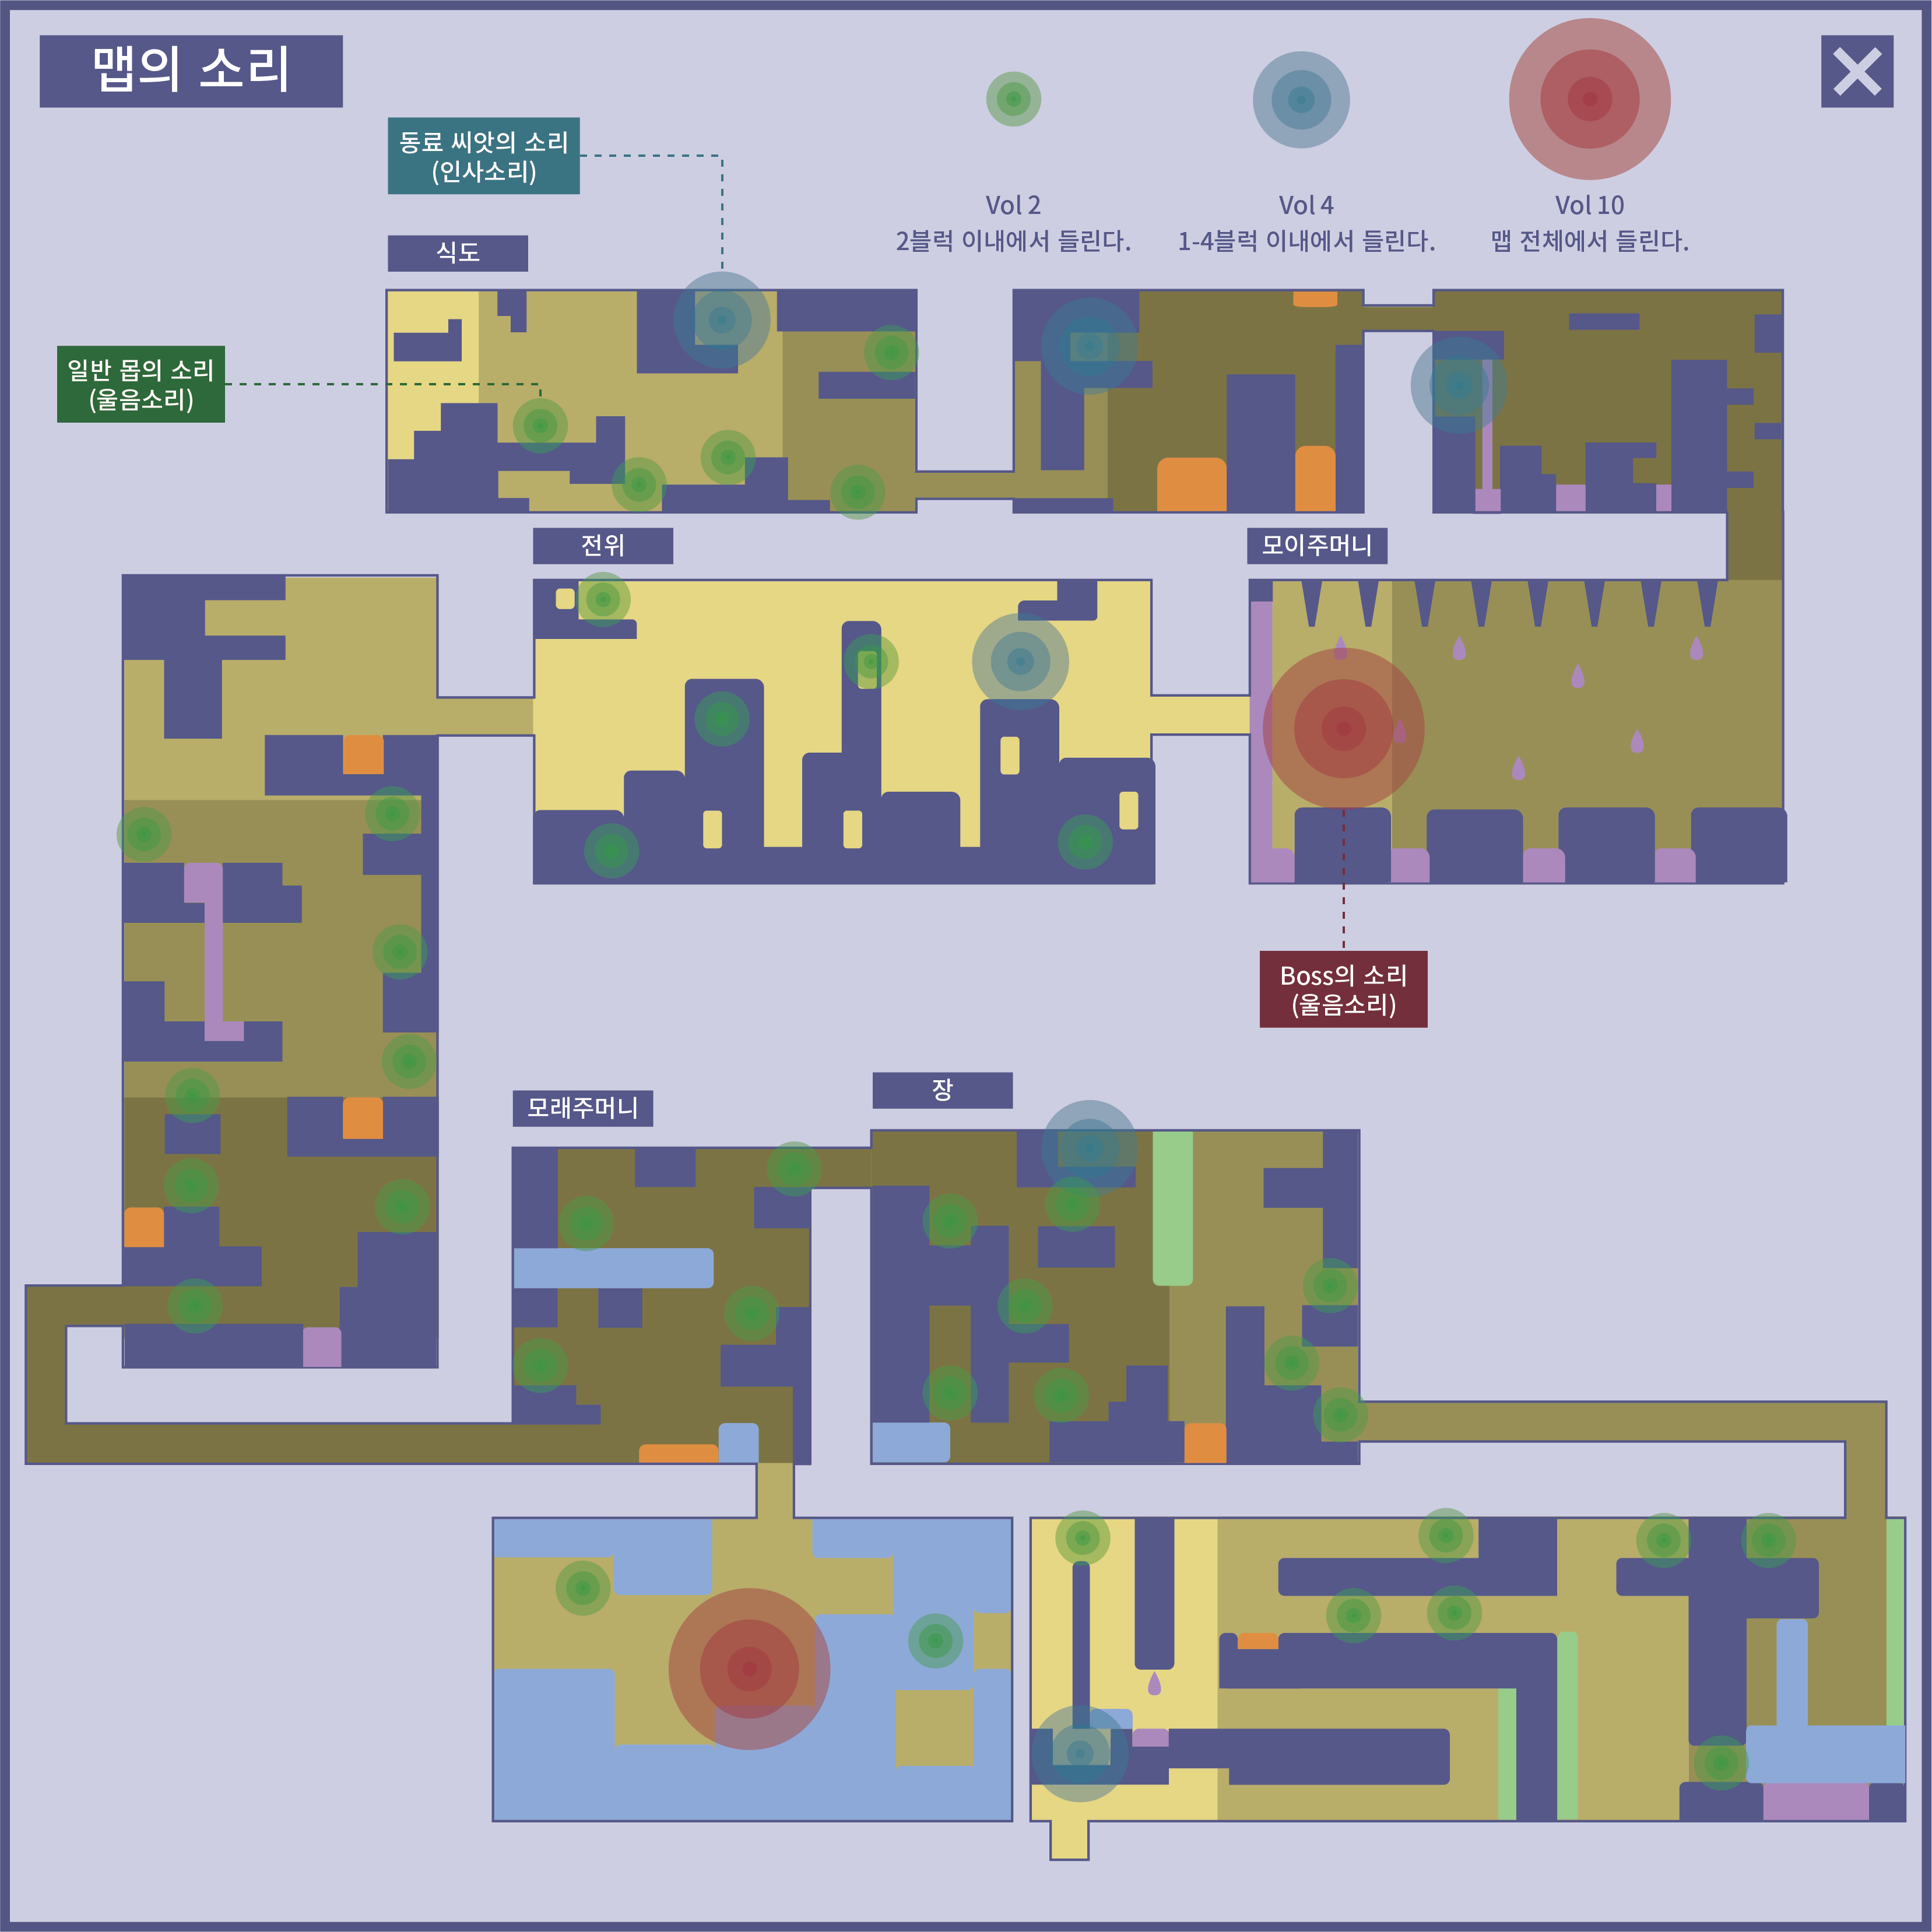 맵의 소리
동료 씨앗의 소리
(인사소리)
Vol 2
2블럭 이내에서 들린다.
Vol 4
1-4블럭 이내에서 들린다.
Vol 10
맵 전체에서 들린다.
식도
일반 몹의 소리
(울음소리)
전위
모이주머니
Boss의 소리
(울음소리)
모래주머니
장